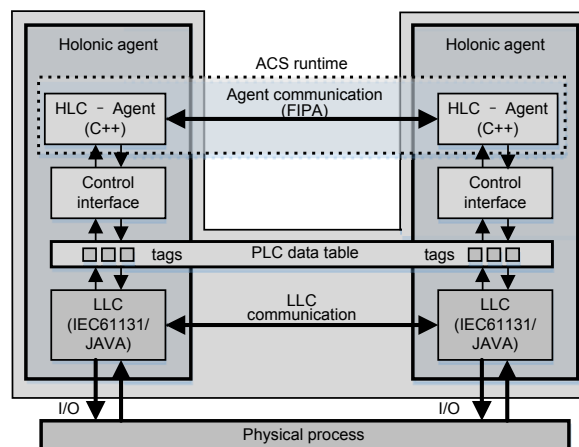 Holonic agent
Holonic agent
ACS runtime
Agent communication
(FIPA)
HLC - Agent
(C++)
HLC - Agent
(C++)
Control
interface
Control
interface
tags
PLC data table
tags
LLC
(IEC61131/
JAVA)
LLC
communication
LLC
(IEC61131/
JAVA)
I/O
I/O
Physical process